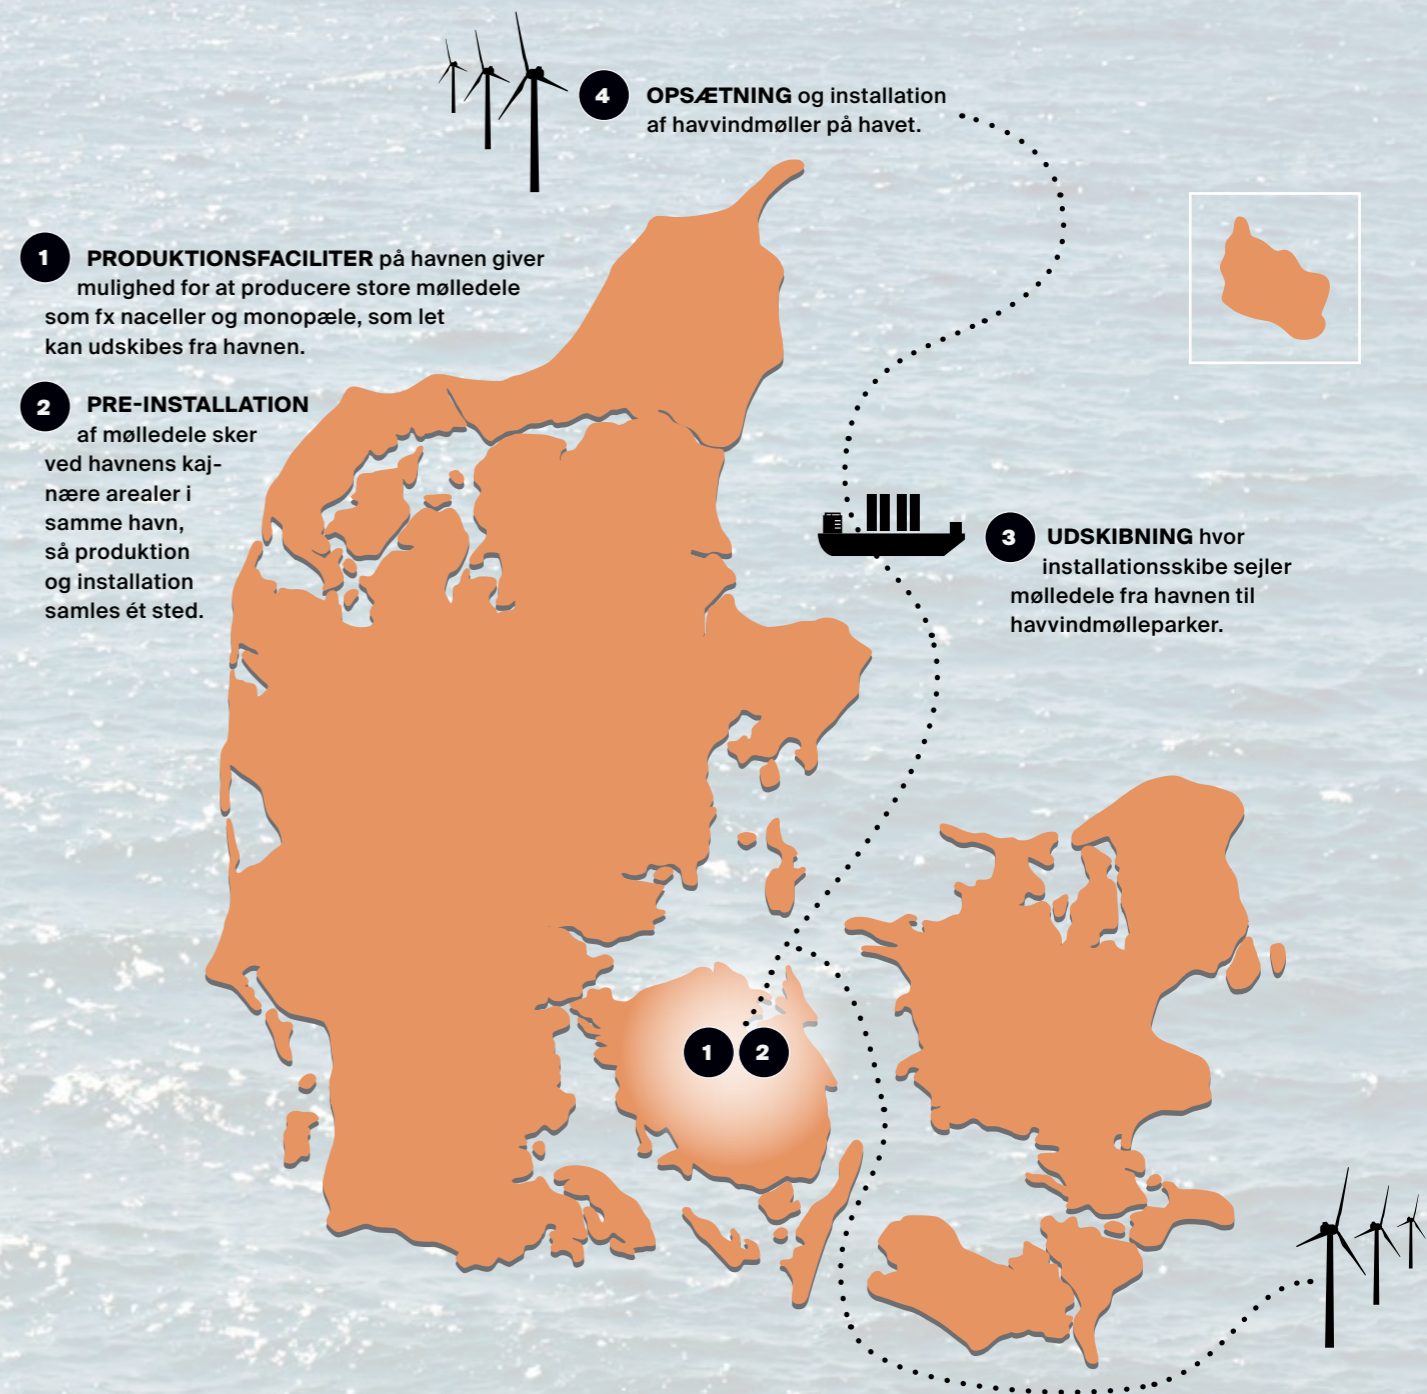 4 OPSÆTNING og installation
af havvindmøller på havet.
1 PRODUKTIONSFACILITER på havnen giver
mulighed for at producere store mølledele
som fx naceller og monopæle, som let
kan udskibes fra havnen.
2 PRE-INSTALLATION
af mølledele sker
ved havnens kaj-
nære arealer i
samme havn,
så produktion
og installation
samles ét sted.
3 UDSKIBNING hvor
installationsskibe sejler
mølledele fra havnen til
havvindmølleparker.
1 2